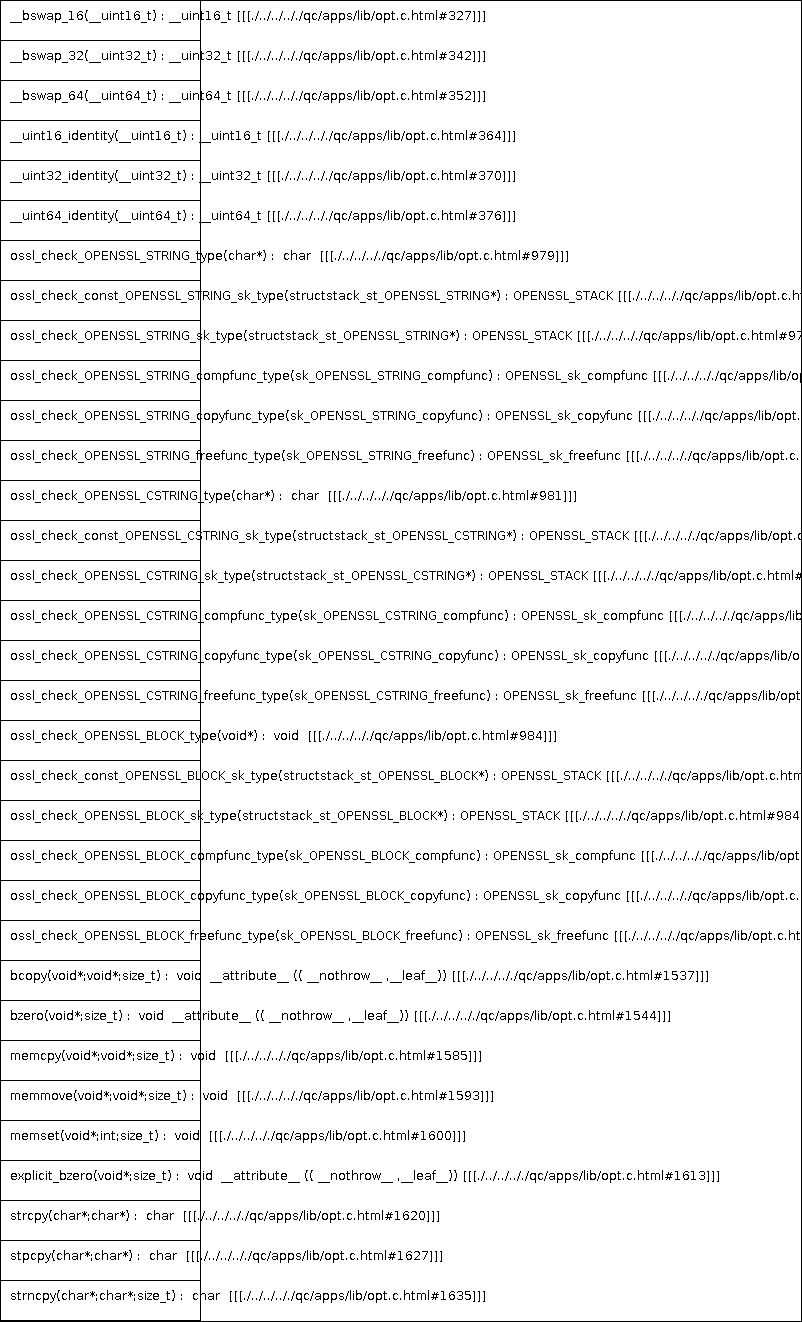 __bswap_16(__uint16_t) : __uint16_t [[[./../../../../qc/apps/lib/opt.c.html#327]]]
__bswap_32(__uint32_t) : __uint32_t [[[./../../../../qc/apps/lib/opt.c.html#342]]]
__bswap_64(__uint64_t) : __uint64_t [[[./../../../../qc/apps/lib/opt.c.html#352]]]
__uint16_identity(__uint16_t) : __uint16_t [[[./../../../../qc/apps/lib/opt.c.html#364]]]
__uint32_identity(__uint32_t) : __uint32_t [[[./../../../../qc/apps/lib/opt.c.html#370]]]
__uint64_identity(__uint64_t) : __uint64_t [[[./../../../../qc/apps/lib/opt.c.html#376]]]
ossl_check_OPENSSL_STRING_type(char*) :  char  [[[./../../../../qc/apps/lib/opt.c.html#979]]]
ossl_check_const_OPENSSL_STRING_sk_type(structstack_st_OPENSSL_STRING*) : OPENSSL_STACK [[[./../../../../qc/apps/lib/opt.c.h
ossl_check_OPENSSL_STRING_sk_type(structstack_st_OPENSSL_STRING*) : OPENSSL_STACK [[[./../../../../qc/apps/lib/opt.c.html#97
ossl_check_OPENSSL_STRING_compfunc_type(sk_OPENSSL_STRING_compfunc) : OPENSSL_sk_compfunc [[[./../../../../qc/apps/lib/op
ossl_check_OPENSSL_STRING_copyfunc_type(sk_OPENSSL_STRING_copyfunc) : OPENSSL_sk_copyfunc [[[./../../../../qc/apps/lib/opt.
ossl_check_OPENSSL_STRING_freefunc_type(sk_OPENSSL_STRING_freefunc) : OPENSSL_sk_freefunc [[[./../../../../qc/apps/lib/opt.c.
ossl_check_OPENSSL_CSTRING_type(char*) :  char  [[[./../../../../qc/apps/lib/opt.c.html#981]]]
ossl_check_const_OPENSSL_CSTRING_sk_type(structstack_st_OPENSSL_CSTRING*) : OPENSSL_STACK [[[./../../../../qc/apps/lib/opt.c
ossl_check_OPENSSL_CSTRING_sk_type(structstack_st_OPENSSL_CSTRING*) : OPENSSL_STACK [[[./../../../../qc/apps/lib/opt.c.html#
ossl_check_OPENSSL_CSTRING_compfunc_type(sk_OPENSSL_CSTRING_compfunc) : OPENSSL_sk_compfunc [[[./../../../../qc/apps/lib
ossl_check_OPENSSL_CSTRING_copyfunc_type(sk_OPENSSL_CSTRING_copyfunc) : OPENSSL_sk_copyfunc [[[./../../../../qc/apps/lib/o
ossl_check_OPENSSL_CSTRING_freefunc_type(sk_OPENSSL_CSTRING_freefunc) : OPENSSL_sk_freefunc [[[./../../../../qc/apps/lib/opt
ossl_check_OPENSSL_BLOCK_type(void*) :  void  [[[./../../../../qc/apps/lib/opt.c.html#984]]]
ossl_check_const_OPENSSL_BLOCK_sk_type(structstack_st_OPENSSL_BLOCK*) : OPENSSL_STACK [[[./../../../../qc/apps/lib/opt.c.htm
ossl_check_OPENSSL_BLOCK_sk_type(structstack_st_OPENSSL_BLOCK*) : OPENSSL_STACK [[[./../../../../qc/apps/lib/opt.c.html#984
ossl_check_OPENSSL_BLOCK_compfunc_type(sk_OPENSSL_BLOCK_compfunc) : OPENSSL_sk_compfunc [[[./../../../../qc/apps/lib/opt
ossl_check_OPENSSL_BLOCK_copyfunc_type(sk_OPENSSL_BLOCK_copyfunc) : OPENSSL_sk_copyfunc [[[./../../../../qc/apps/lib/opt.c.
ossl_check_OPENSSL_BLOCK_freefunc_type(sk_OPENSSL_BLOCK_freefunc) : OPENSSL_sk_freefunc [[[./../../../../qc/apps/lib/opt.c.ht
bcopy(void*;void*;size_t) :  void  __attribute__ (( __nothrow__ ,__leaf__)) [[[./../../../../qc/apps/lib/opt.c.html#1537]]]
bzero(void*;size_t) :  void  __attribute__ (( __nothrow__ ,__leaf__)) [[[./../../../../qc/apps/lib/opt.c.html#1544]]]
memcpy(void*;void*;size_t) :  void  [[[./../../../../qc/apps/lib/opt.c.html#1585]]]
memmove(void*;void*;size_t) :  void  [[[./../../../../qc/apps/lib/opt.c.html#1593]]]
memset(void*;int;size_t) :  void  [[[./../../../../qc/apps/lib/opt.c.html#1600]]]
explicit_bzero(void*;size_t) :  void  __attribute__ (( __nothrow__ ,__leaf__)) [[[./../../../../qc/apps/lib/opt.c.html#1613]]]
strcpy(char*;char*) :  char  [[[./../../../../qc/apps/lib/opt.c.html#1620]]]
stpcpy(char*;char*) :  char  [[[./../../../../qc/apps/lib/opt.c.html#1627]]]
strncpy(char*;char*;size_t) :  char  [[[./../../../../qc/apps/lib/opt.c.html#1635]]]